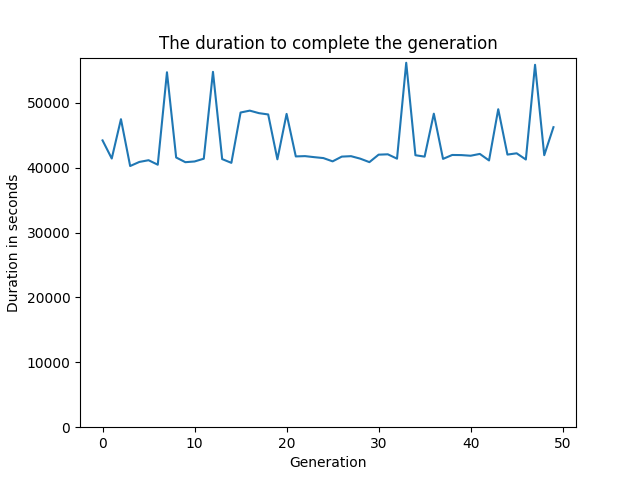 The duration to complete the generation
Duration in seconds
50000
40000
30000
20000
10000
0
0 10 20 30 40 50
Generation